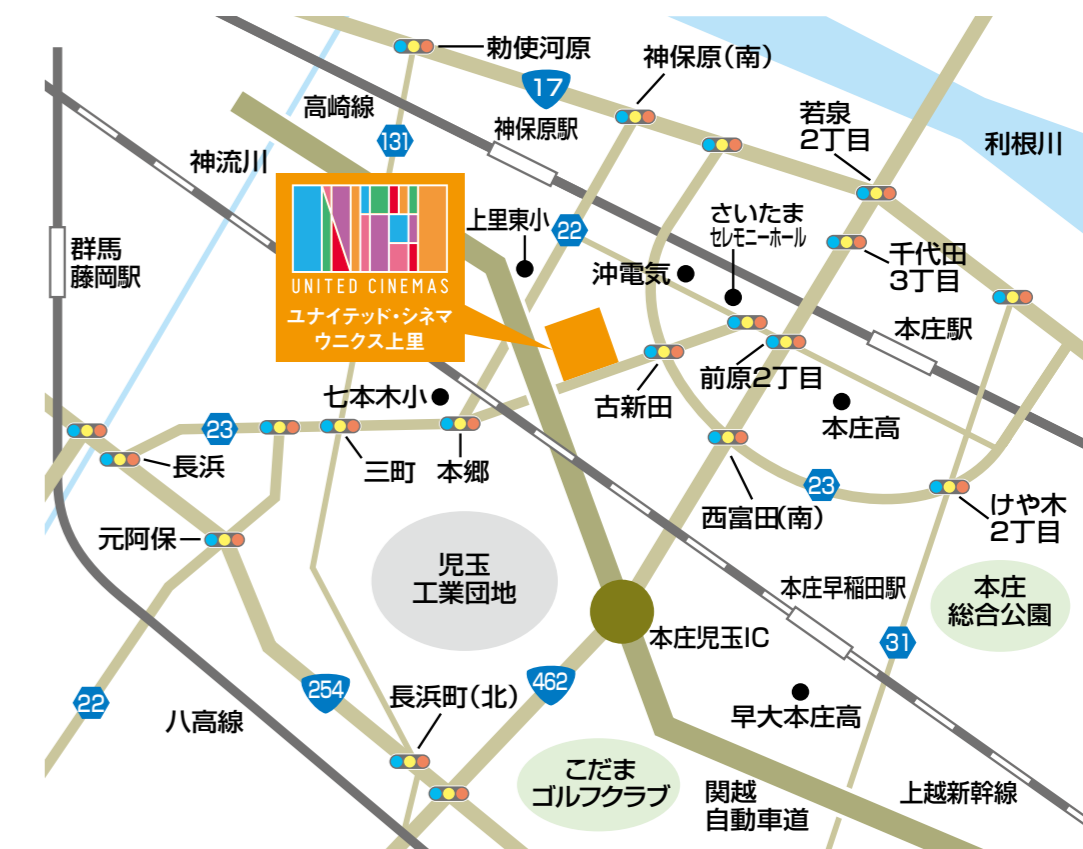 勅使河原
17
神保原(南)
高崎線
131
神保原駅
若泉
2丁目
利根川
神流川
UNITED CINEMAS
ユナイテッド・シネマ
ウニクス上里
上里東小
22
さいたま
セレモニーホール
群馬
藤岡駅
沖電気
千代田
3丁目
本庄駅
前原2丁目
七本木小
古新田
本庄高
23
長浜
三町
本郷
23
西富田(南)
けや木
2丁目
元阿保
児玉
工業団地
本庄早稲田駅
本庄
総合公園
本庄児玉IC
31
22
254
長浜町(北)
462
早大本庄高
八高線
こだま
ゴルフクラブ
関越
自動車道
上越新幹線